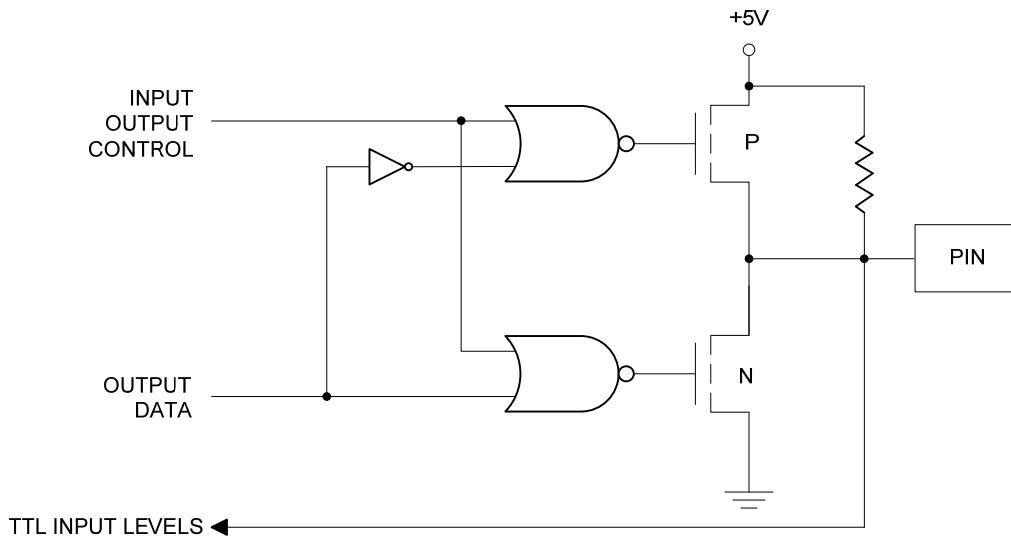 +5V
INPUT
OUTPUT
CONTROL
P
PIN
N
OUTPUT
DATA
TTL INPUT LEVELS